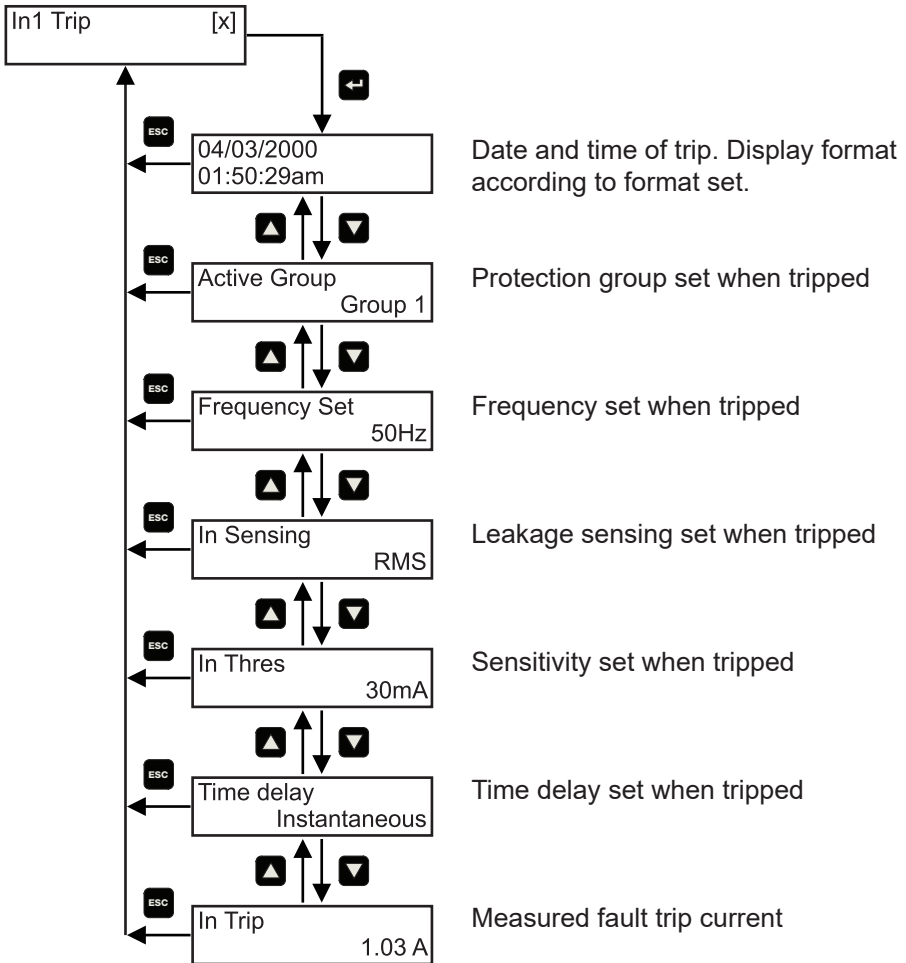 In1 Trip [x]
ESC
04/03/2000
01:50:29am
Date and time of trip. Display format
according to format set.
ESC
Active Group
Group 1
Protection group set when tripped
ESC
Frequency Set
50Hz
Frequency set when tripped
ESC
In Sensing
RMS
Leakage sensing set when tripped
ESC
In Thres
30mA
Sensitivity set when tripped
ESC
Time delay
Instantaneous
Time delay set when tripped
ESC
In Trip
1.03 A
Measured fault trip current